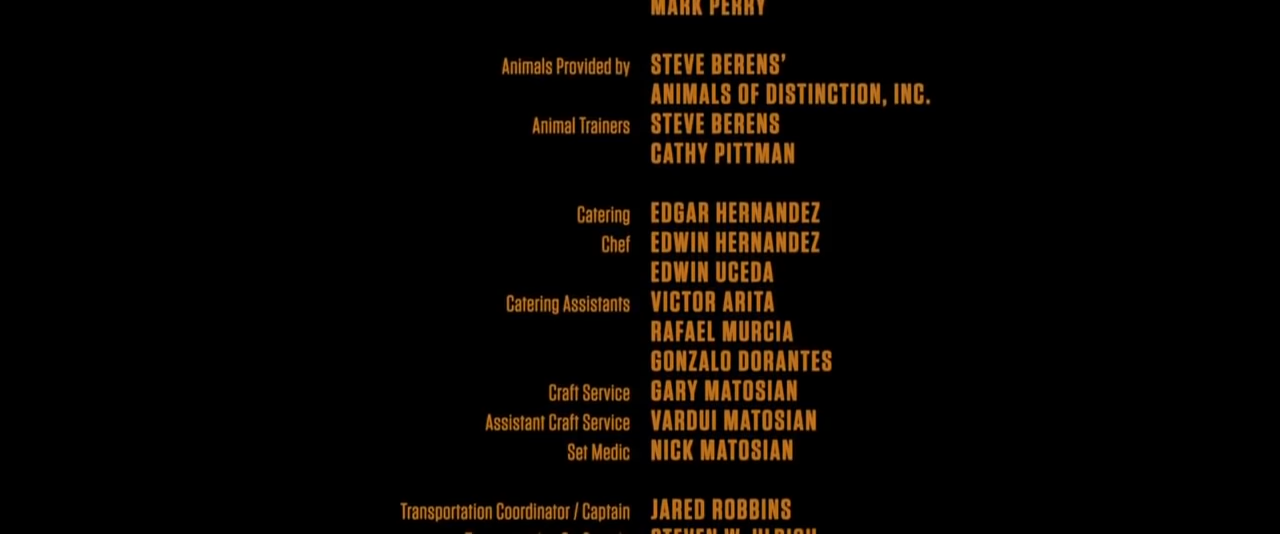 MARK PERRY
Animals Provided by STEVE BERENS'
ANIMALS OF DISTINCTION, INC.
Animal Trainers STEVE BERENS
CATHY PITTMAN
Catering EDGAR HERNANDEZ
Chef EDWIN HERNANDEZ
EDWIN UCEDA
Catering Assistants VICTOR ARITA
RAFAEL MURCIA
GONZALO DORANTES
Craft Service GARY MATOSIAN
Assistant Craft Service VARDUI MATOSIAN
Set Medic NICK MATOSIAN
Transportation Coordinator / Captain JARED ROBBINS
STEVEN W. ULRICH